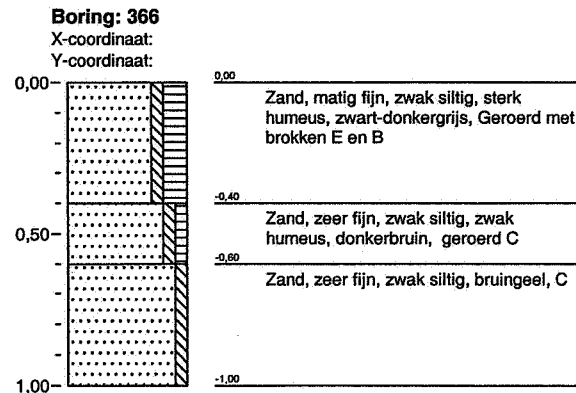 Boring: 366
X-coordinaat:
Y-coordinaat:
0,00
0,00
Zand, matig fijn, zwak siltig, sterk
humeus, zwart-donkergrijs, Geroerd met
brokken E en B
-0,40
0,50
Zand, zeer fijn, zwak siltig, zwak
humeus, donkerbruin, geroerd C
-0,60
Zand, zeer fijn, zwak siltig, bruingeel, C
1,00
-1,00